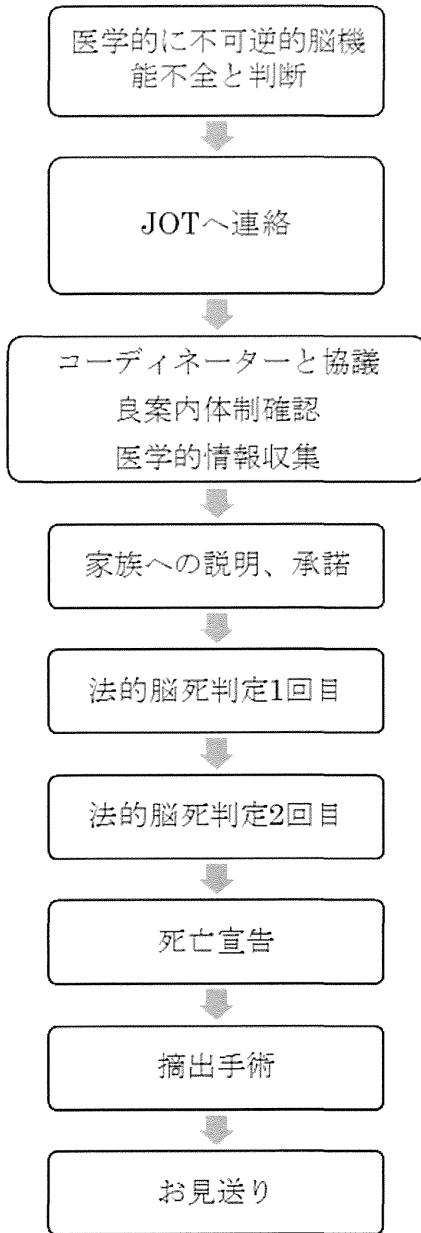 医学的に不可逆的脳機
能不全と判断
JOTへ連絡
コーディネーターと協議
良案内体制確認
医学的情報収集
家族への説明、承諾
法的脳死判定1回目
法的脳死判定2回目
死亡宣告
摘出手術
お見送り